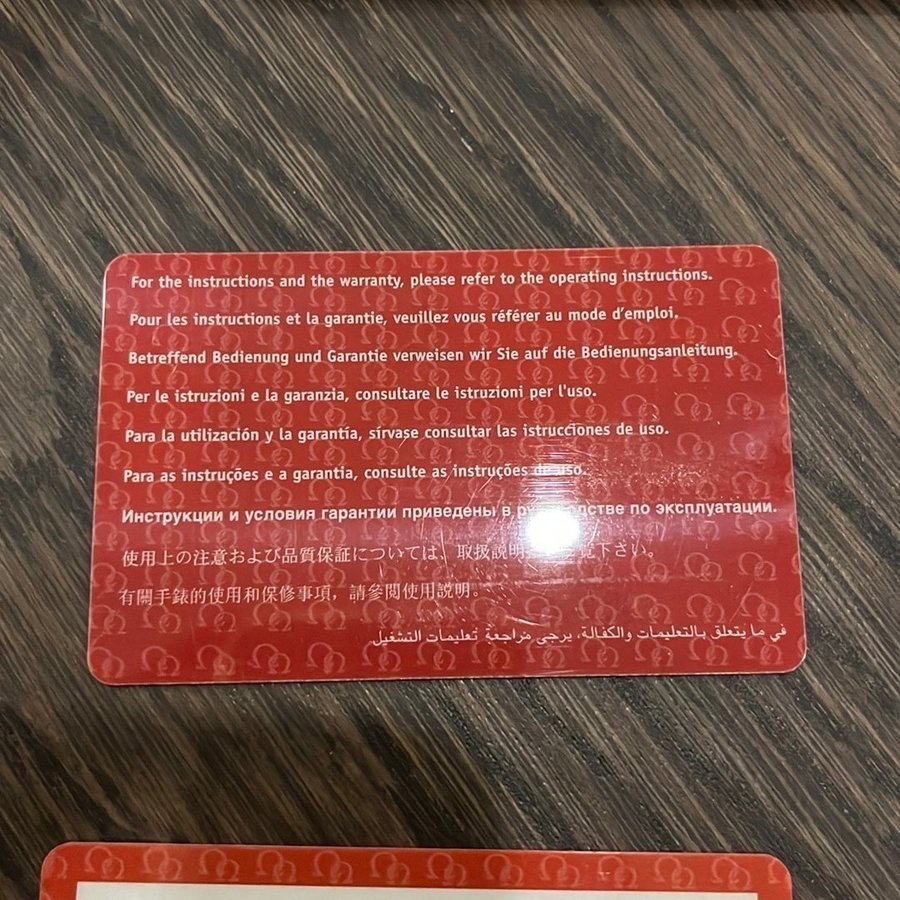 For the instructions and the warranty, please refer to the operating instructions.
Pour les instructions et la garantie, veuillez vous référer au mode d'emploi.
Betreffend Bedienung und Garantie verweisen wir Sie auf die Bedienungsanleitung.
Per le istruzioni e la garanzia, consultare le istruzioni per l'uso.
Para la utilización y la garantía, sírvase consultar las istrucciones de uso.
Para as instruções e a garantia, consulte as instruções de uso.
Инструкции и условия гарантии приведены в руководстве по эксплуатации.
使用上の注意および品質保証については、取扱説明 下さい。
有關手錶的使用和保修事項，請參閱使用説明。
في ما يتعلق بالتعليمات والكفالة، يرجى مراجعة تعليمات التشغيل